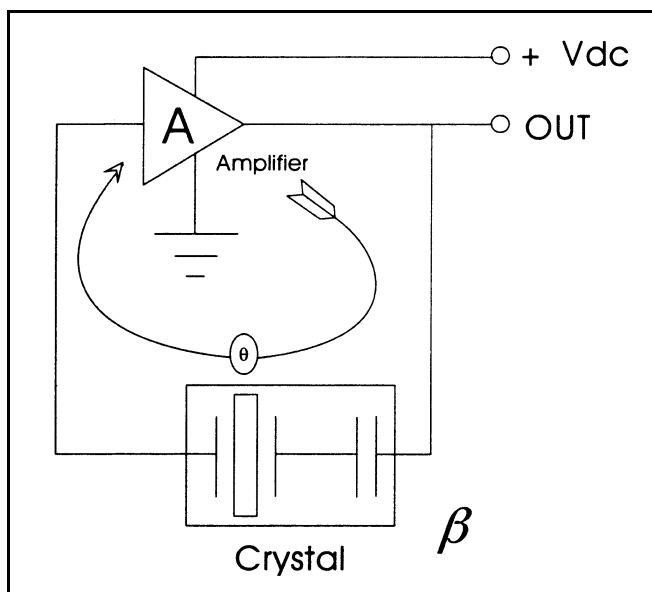 + Vdc
A
OUT
Amplifier
θ
β
Crystal